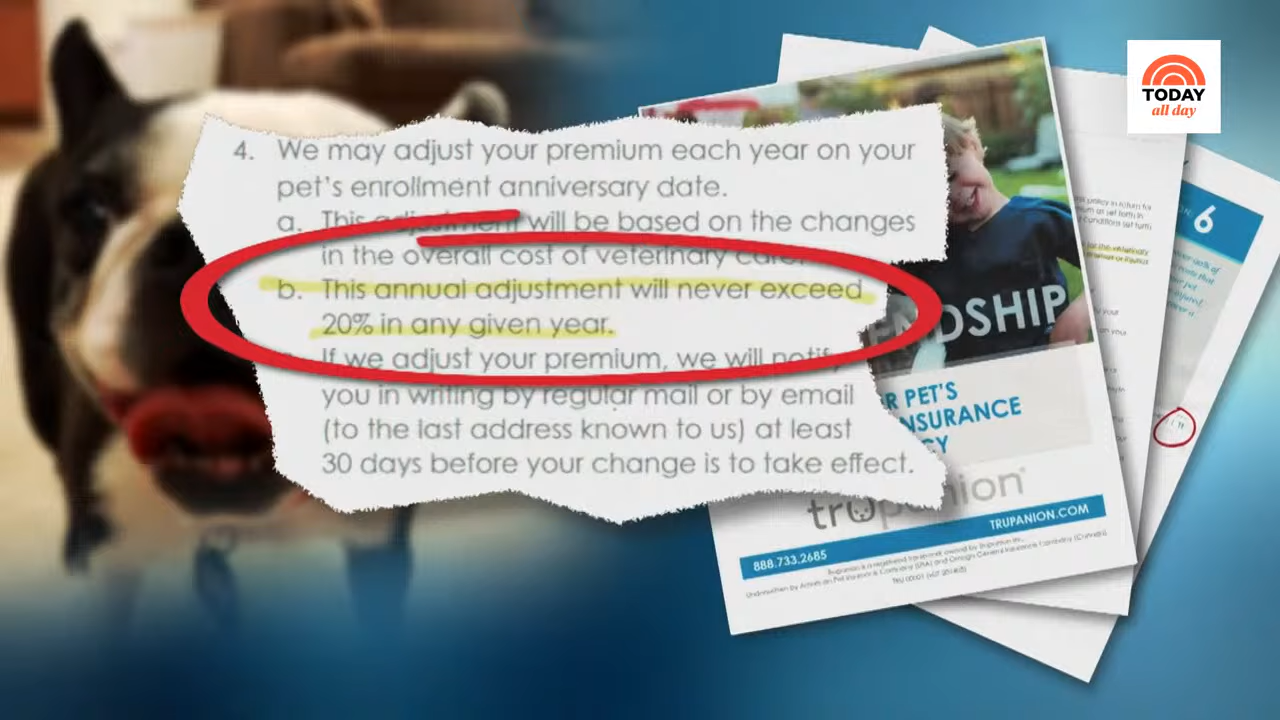 TODAY
all day
4. We may adjust your premium each year on your
pet's enrollment anniversary date.
a. This adjustment will be based on the changes
in the overall cost of veterinary care.
b. This annual adjustment will never exceed
20% in any given year.
If we adjust your premium, we will notify
you in writing by regular mail or by email
(to the last address known to us) at least
30 days before your change is to take effect.
NDSHIP
R PET'S
NSURANCE
CY
trupanion
888.733.2685
TRUPANION.COM
6